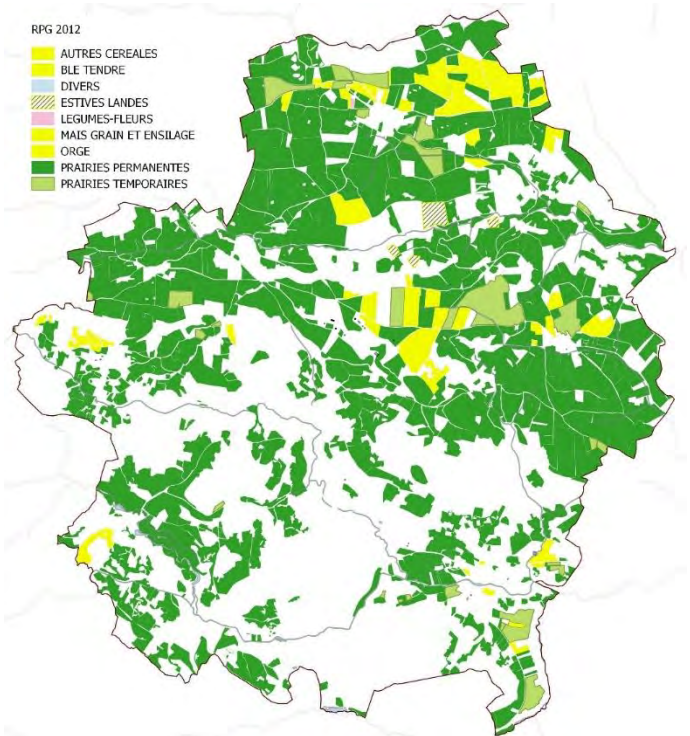 RPG 2012
AUTRES CEREALES
BLE TENDRE
DIVERS
ESTIVES LANDES
LEGUMES-FLEURS
MAIS GRAIN ET ENSILAGE
ORGE
PRAIRIES PERMANENTES
PRAIRIES TEMPORAIRES